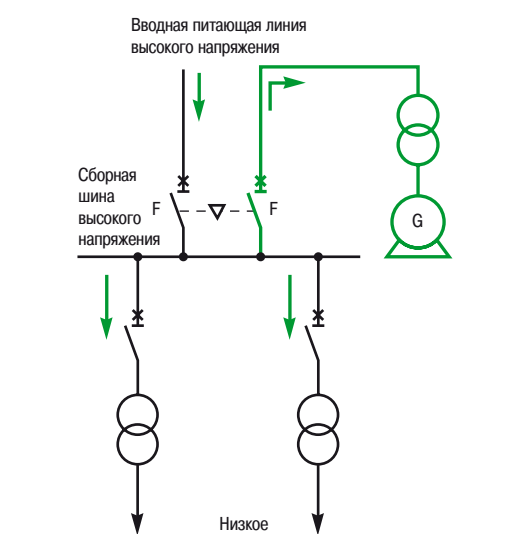 Вводная питающая линия
высокого напряжения
Сборная
шина
высокого
напряжения
F
F
G
Низкое